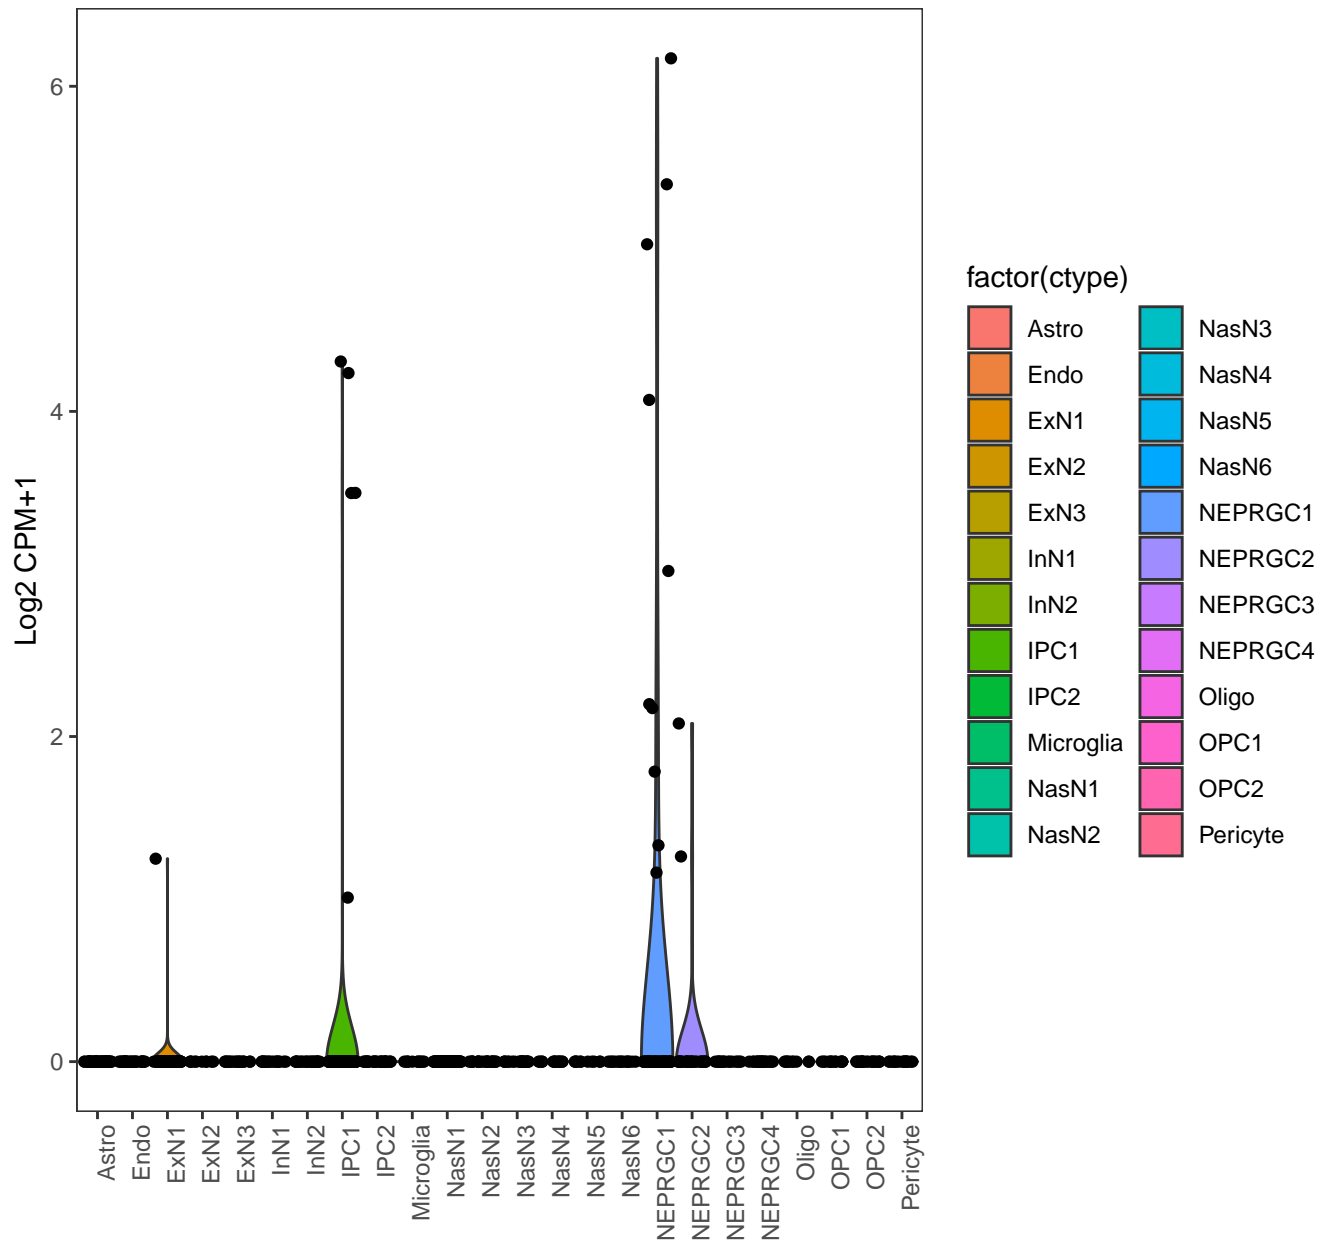 6
4
2
0
Log2 CPM+1
Astro
Endo
ExN1
ExN2
ExN3
InN1
InN2
IPC1
IPC2
Microglia
NasN1
NasN2
NasN3
NasN4
NasN5
NasN6
NEPRGC1
NEPRGC2
NEPRGC3
NEPRGC4
Oligo
OPC1
OPC2
Pericyte
factor(ctype)
Astro
Endo
ExN1
ExN2
ExN3
InN1
InN2
IPC1
IPC2
Microglia
NasN1
NasN2
NasN3
NasN4
NasN5
NasN6
NEPRGC1
NEPRGC2
NEPRGC3
NEPRGC4
Oligo
OPC1
OPC2
Pericyte